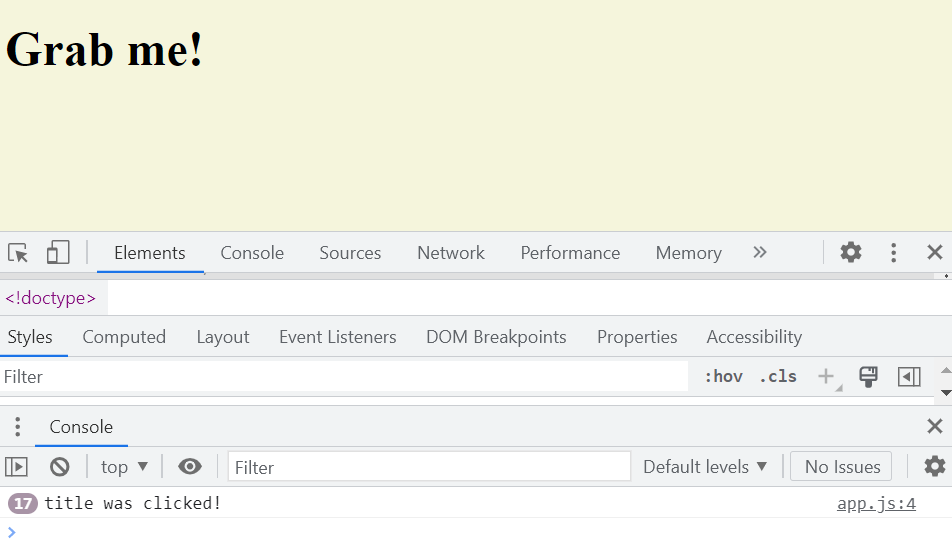 Grab me!
Elements Console Sources Network Performance Memory
<!doctype>
Styles Computed Layout Event Listeners DOM Breakpoints Properties Accessibility
Filter :hov .cls
Console
top Filter Default levels No Issues
17 title was clicked! app.js:4